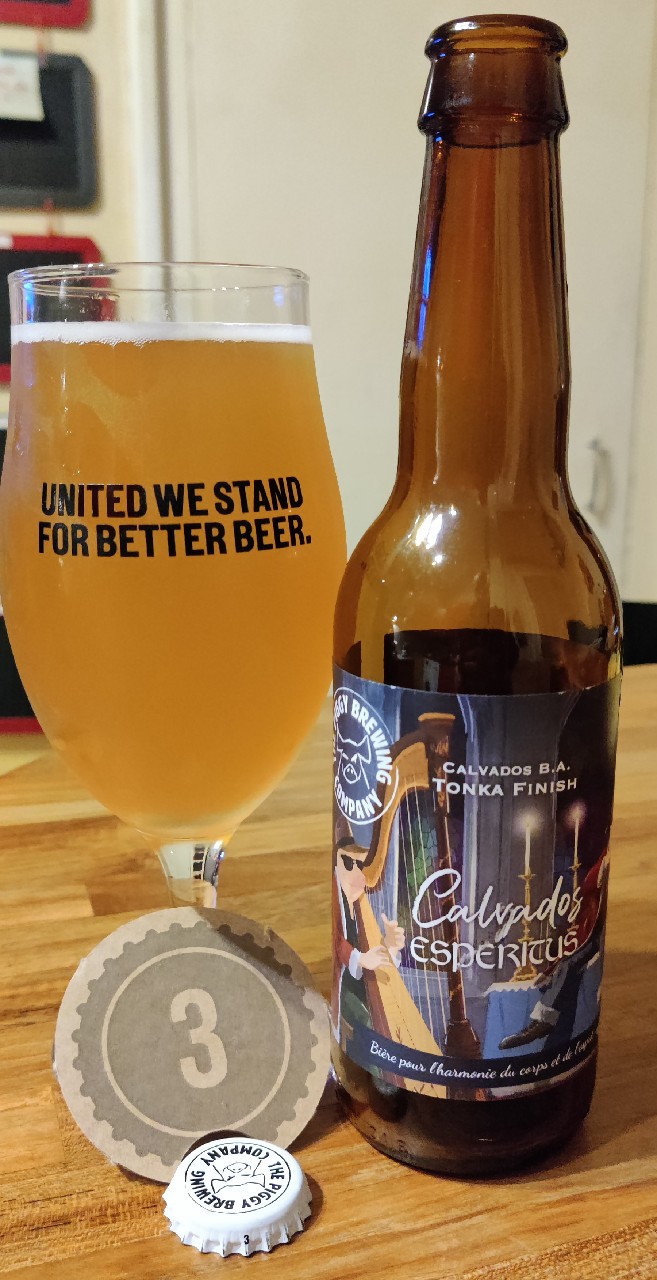 UNITED WE STAND
FOR BETTER BEER.
PIGGY BREWING
COMPANY
CALVADOS B.A.
TONKA FINISH
Calvados
ESPERITUS
Bière pour l'harmonie du corps et de l'esprit
3
THE PIGGY BREWING
COMPANY
3